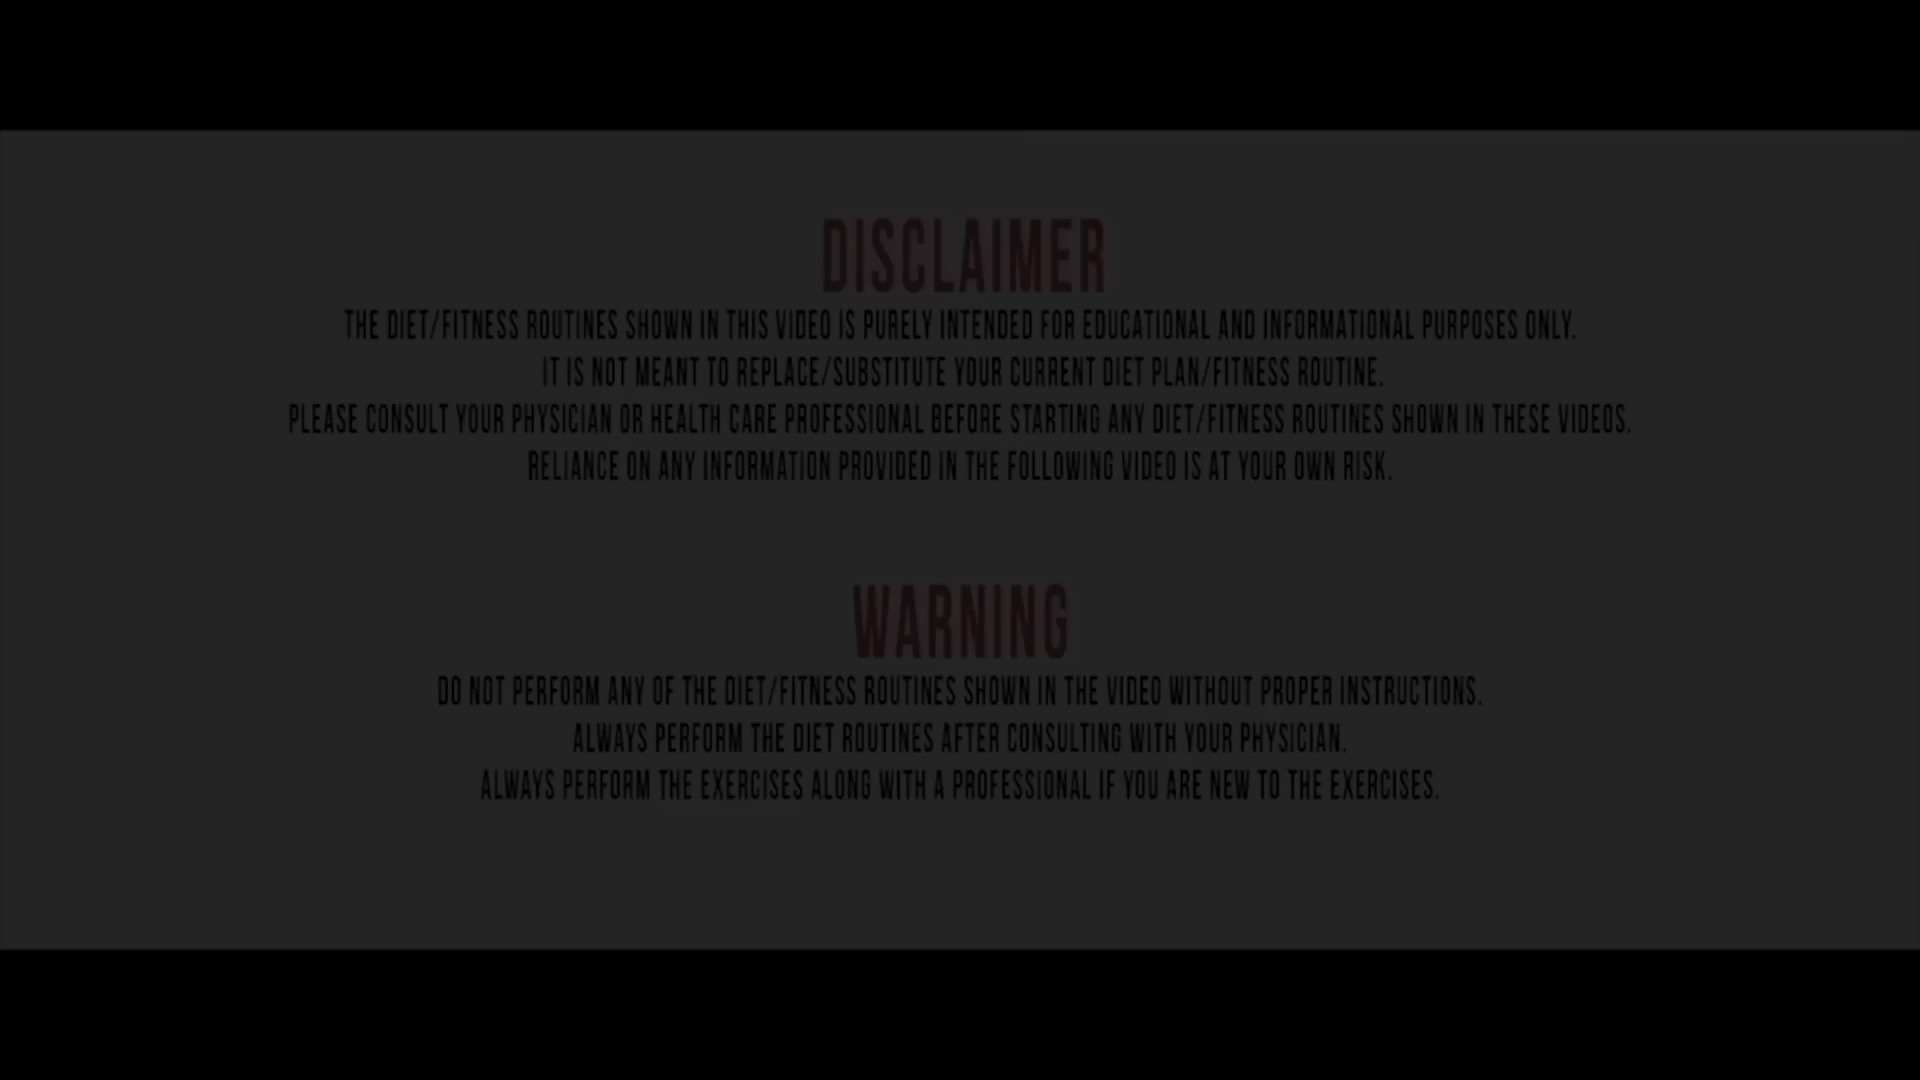 DISCLAIMER
THE DIET/FITNESS ROUTINES SHOWN IN THIS VIDEO IS PURELY INTENDED FOR EDUCATIONAL AND INFORMATIONAL PURPOSES ONLY.
IT IS NOT MEANT TO REPLACE/SUBSTITUTE YOUR CURRENT DIET PLAN/FITNESS ROUTINE.
PLEASE CONSULT YOUR PHYSICIAN OR HEALTH CARE PROFESSIONAL BEFORE STARTING ANY DIET/FITNESS ROUTINES SHOWN IN THESE VIDEOS.
RELIANCE ON ANY INFORMATION PROVIDED IN THE FOLLOWING VIDEO IS AT YOUR OWN RISK.
WARNING
DO NOT PERFORM ANY OF THE DIET/FITNESS ROUTINES SHOWN IN THE VIDEO WITHOUT PROPER INSTRUCTIONS.
ALWAYS PERFORM THE DIET ROUTINES AFTER CONSULTING WITH YOUR PHYSICIAN.
ALWAYS PERFORM THE EXERCISES ALONG WITH A PROFESSIONAL IF YOU ARE NEW TO THE EXERCISES.